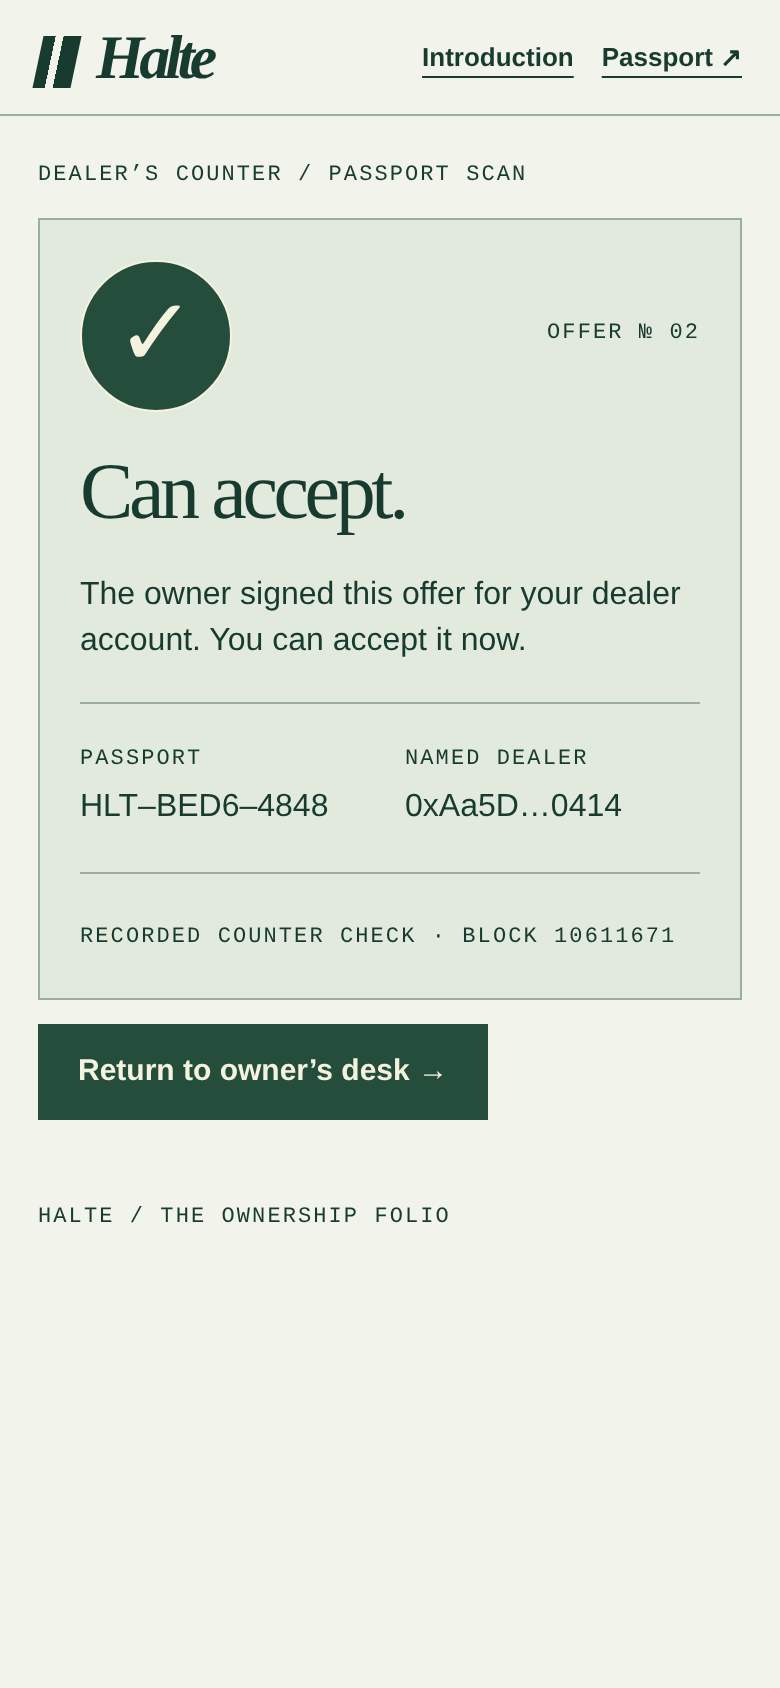 Halte
Introduction Passport ↗
DEALER’S COUNTER / PASSPORT SCAN
✓
OFFER № 02
Can accept.
The owner signed this offer for your dealer
account. You can accept it now.
PASSPORT NAMED DEALER
HLT–BED6–4848 0xAa5D…0414
RECORDED COUNTER CHECK · BLOCK 10611671
Return to owner’s desk →
HALTE / THE OWNERSHIP FOLIO